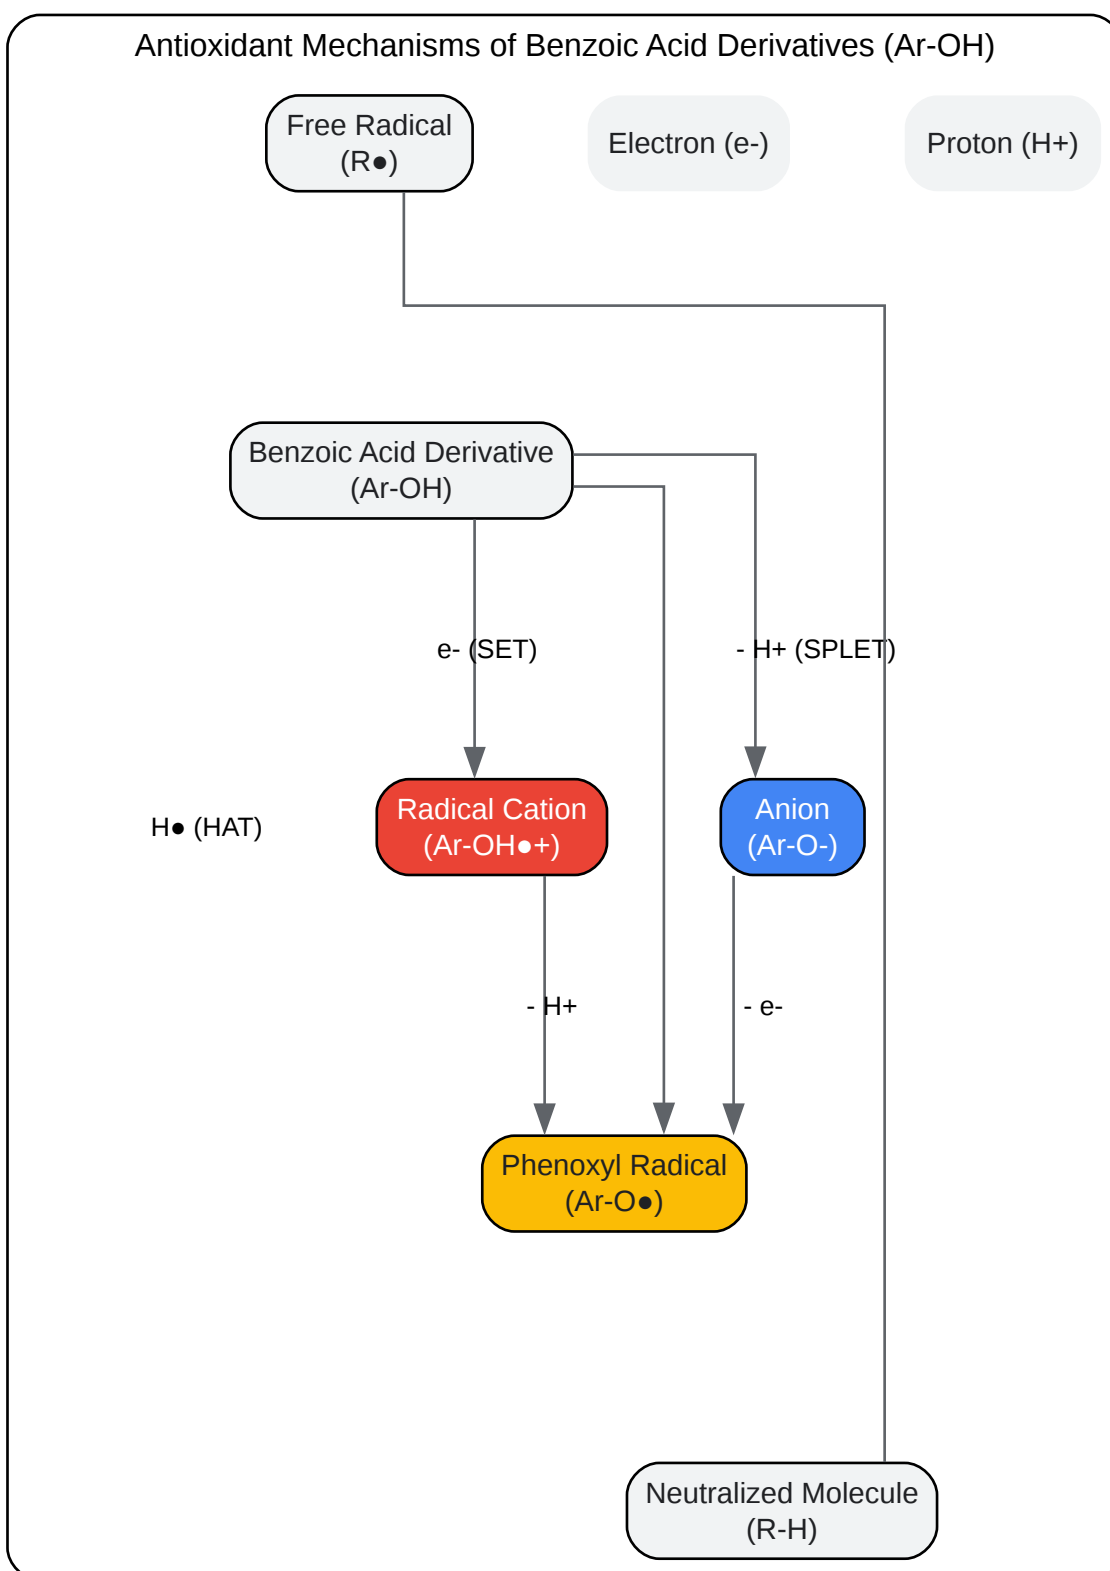 Antioxidant Mechanisms of Benzoic Acid Derivatives (Ar-OH)
Free Radical
(R●)
Electron (e-)
Proton (H+)
Benzoic Acid Derivative
(Ar-OH)
e- (SET)
- H+ (SPLET)
H● (HAT)
Radical Cation
(Ar-OH●+)
Anion
(Ar-O-)
- H+
- e-
Phenoxyl Radical
(Ar-O●)
Neutralized Molecule
(R-H)